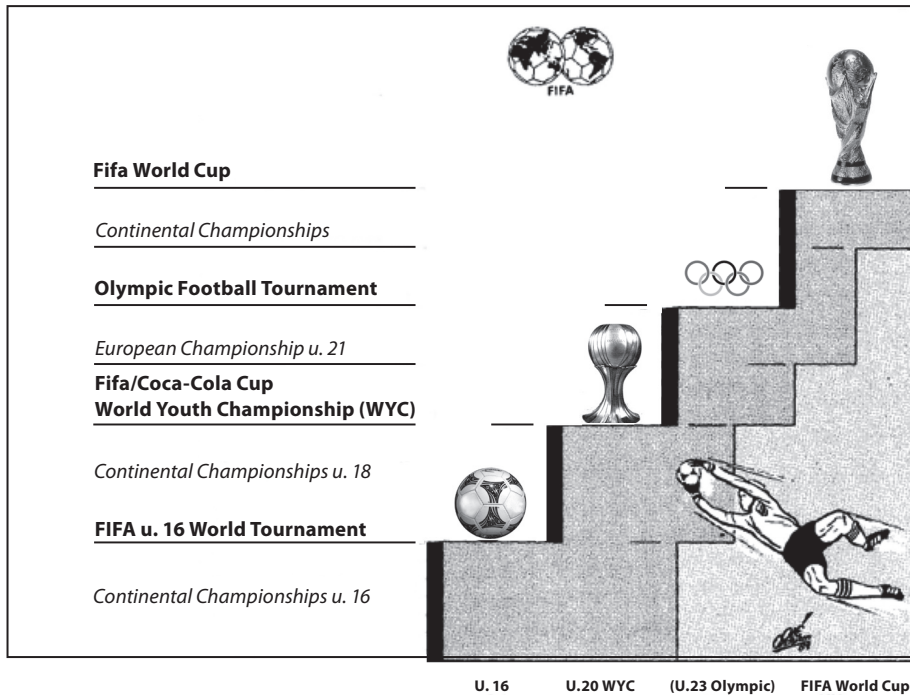 FIFA
Fifa World Cup
Continental Championships
Olympic Football Tournament
European Championship u. 21
Fifa/Coca-Cola Cup
World Youth Championship (WYC)
Continental Championships u. 18
FIFA u. 16 World Tournament
Continental Championships u. 16
U. 16 U.20 WYC (U.23 Olympic) FIFA World Cup